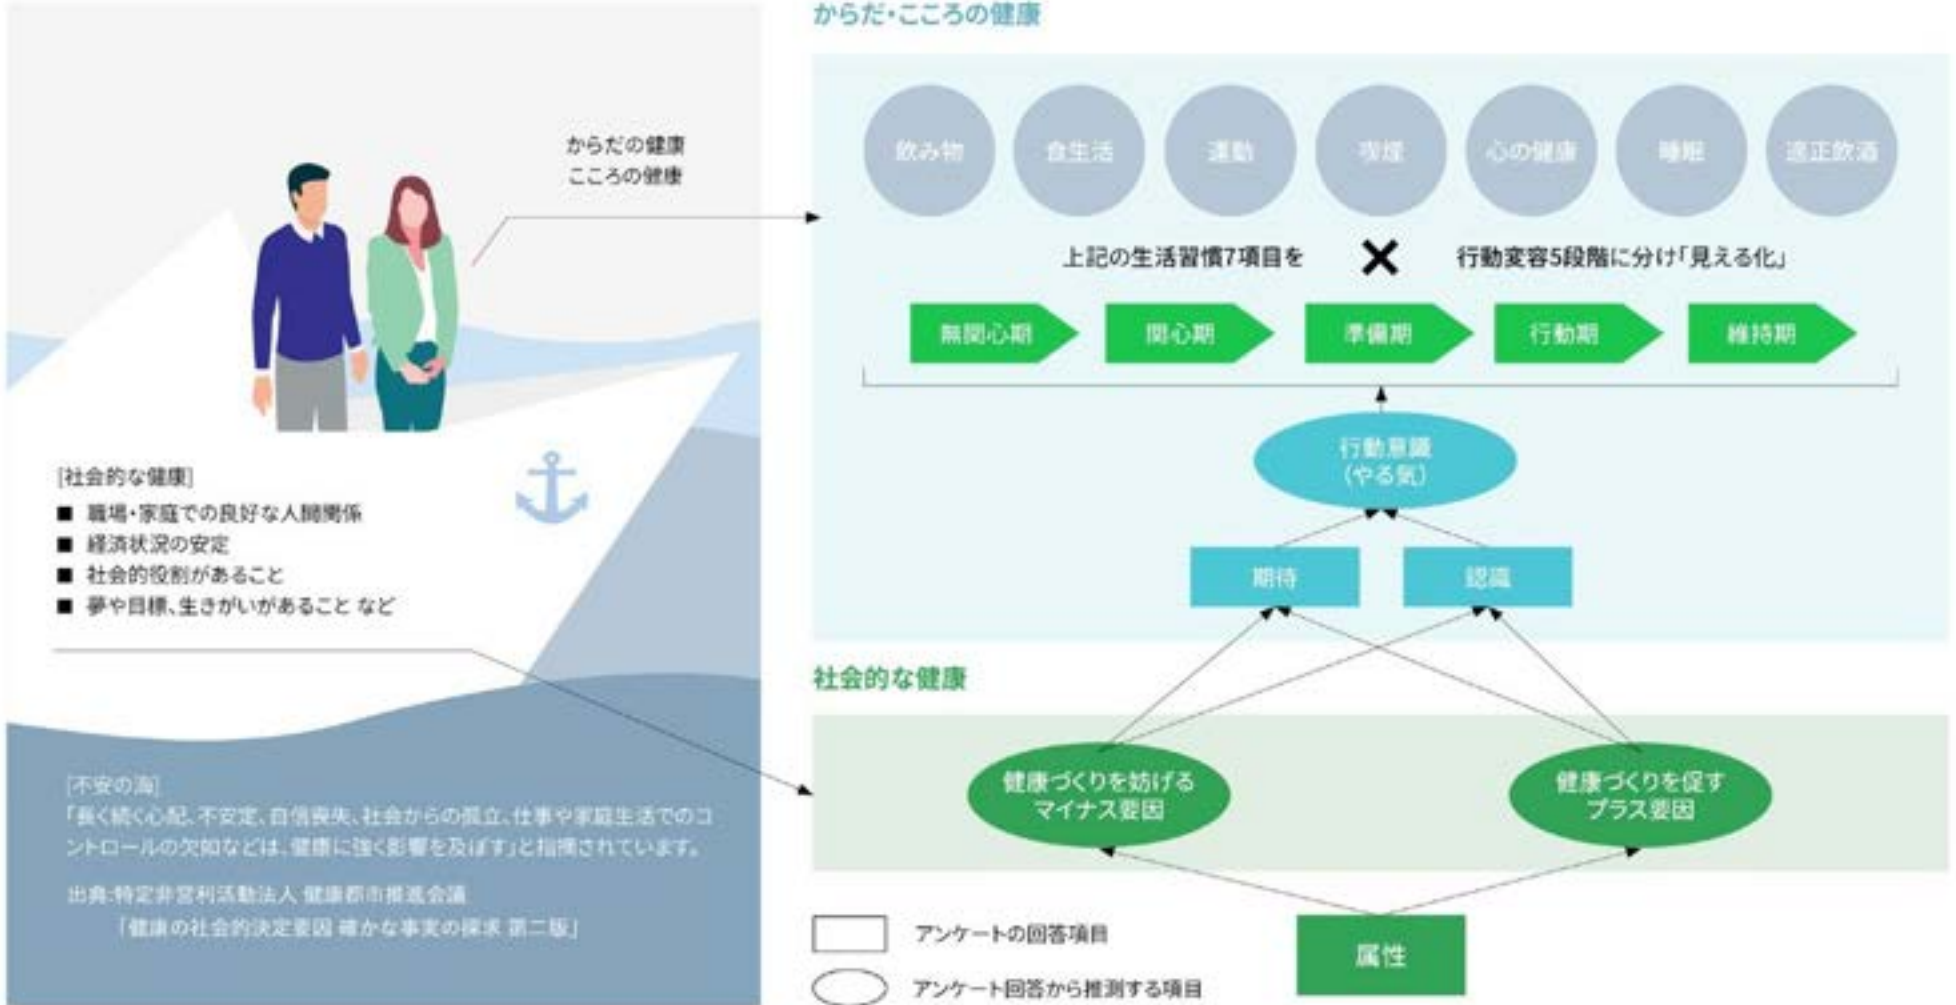 からだの健康
こころの健康
[社会的な健康]
■ 職場・家庭での良好な人間関係
■ 経済状況の安定
■ 社会的役割があること
■ 夢や目標、生きがいがあること など
[不安の海]
「長く続く心配、不安定、自信喪失、社会からの孤立、仕事や家庭生活でのコ
ントロールの欠如などは、健康に強く影響を及ぼす」と指摘されています。
出典:特定非営利活動法人 健康都市推進会議
「健康の社会的決定要因 確かな事実の探求 第二版」
からだ・こころの健康
飲み物 食生活 運動 喫煙 心の健康 睡眠 適正飲酒
上記の生活習慣7項目を × 行動変容5段階に分け「見える化」
無関心期 関心期 準備期 行動期 維持期
行動意識
(やる気)
期待 認識
社会的な健康
健康づくりを妨げる
マイナス要因
健康づくりを促す
プラス要因
属性
アンケートの回答項目
アンケート回答から推測する項目